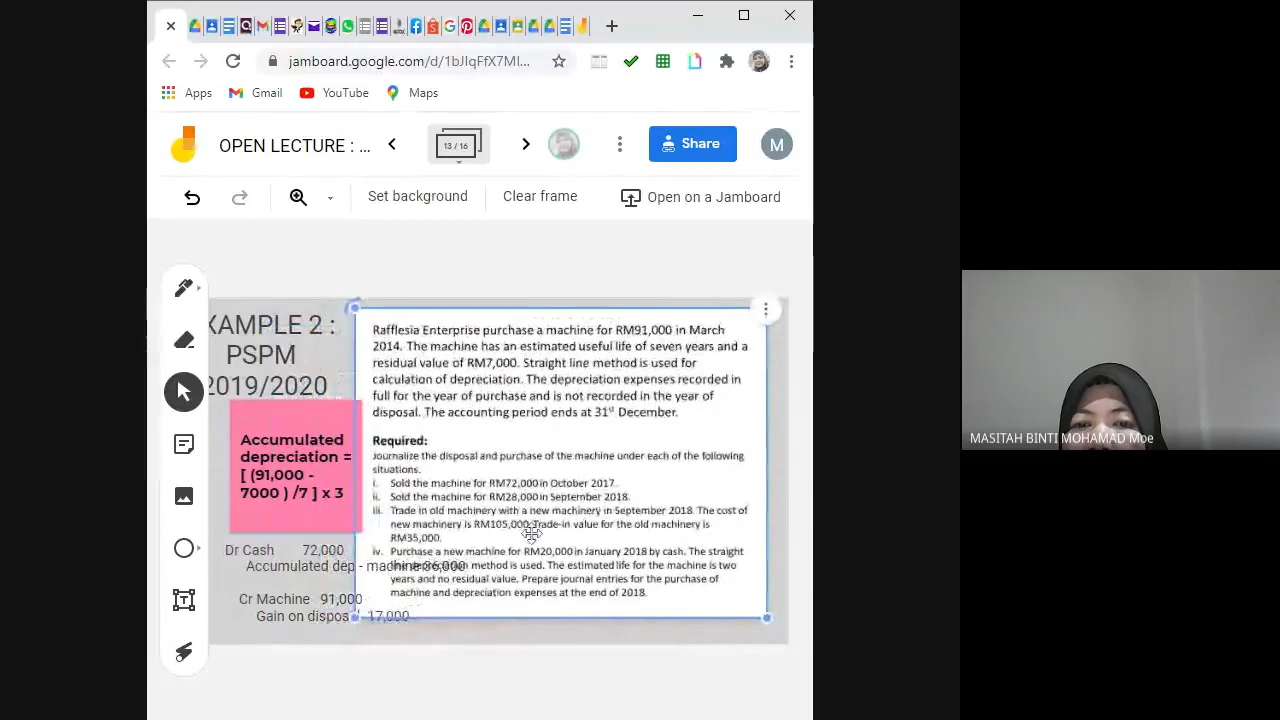 jamboard.google.com/d/1bJIqFfX7MI...
Apps
Gmail
YouTube
Maps
OPEN LECTURE : ...
13 / 16
Share
M
Set background
Clear frame
Open on a Jamboard
XAMPLE 2 :
PSPM
2019/2020
Accumulated
depreciation =
[ (91,000 -
7000 ) /7 ] x 3
Dr Cash 72,000
Accumulated dep - machine 36,000
Cr Machine 91,000
Gain on dispos 17,000
Rafflesia Enterprise purchase a machine for RM91,000 in March
2014. The machine has an estimated useful life of seven years and a
residual value of RM7,000. Straight line method is used for
calculation of depreciation. The depreciation expenses recorded in
full for the year of purchase and is not recorded in the year of
disposal. The accounting period ends at 31st December.
Required:
Journalize the disposal and purchase of the machine under each of the following
situations.
i. Sold the machine for RM72,000 in October 2017.
ii. Sold the machine for RM28,000 in September 2018.
iii. Trade in old machinery with a new machinery in September 2018. The cost of
new machinery is RM105,000. Trade-in value for the old machinery is
RM35,000.
iv. Purchase a new machine for RM20,000 in January 2018 by cash. The straight
line depreciation method is used. The estimated life for the machine is two
years and no residual value. Prepare journal entries for the purchase of
machine and depreciation expenses at the end of 2018.
MASITAH BINTI MOHAMAD Moe